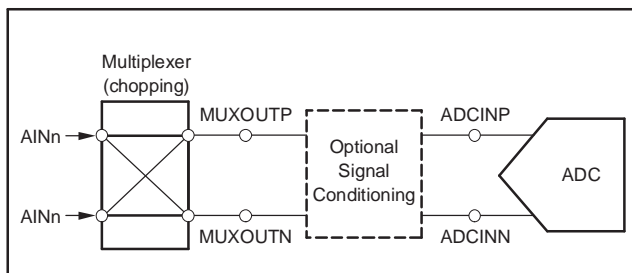 Multiplexer
(chopping)
MUXOUTP
ADCINP
AINn
Optional
Signal
Conditioning
ADC
AINn
MUXOUTN
ADCINN